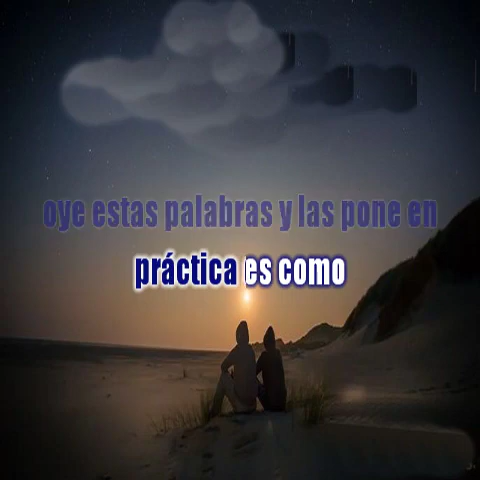 oye estas palabras y las pone en
práctica es como